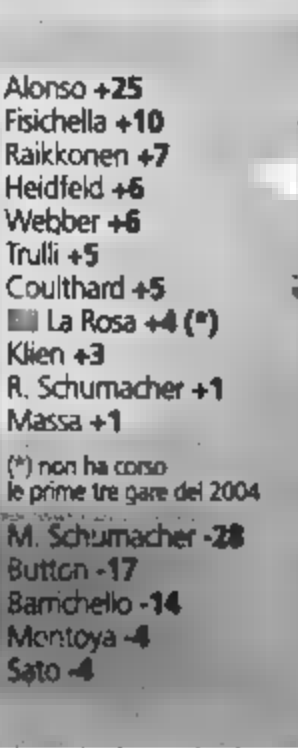 Alonso +25
Fisichella +10
Raikkonen +7
Heidfeld +6
Webber +6
Trulli +5
Coulthard +5
La Rosa +4 (*)
Klien +3
R. Schumacher +1
Massa +1
(*) non ha corso
le prime tre gare del 2004
M. Schumacher -28
Button -17
Barrichello -14
Montoya -4
Sato -4